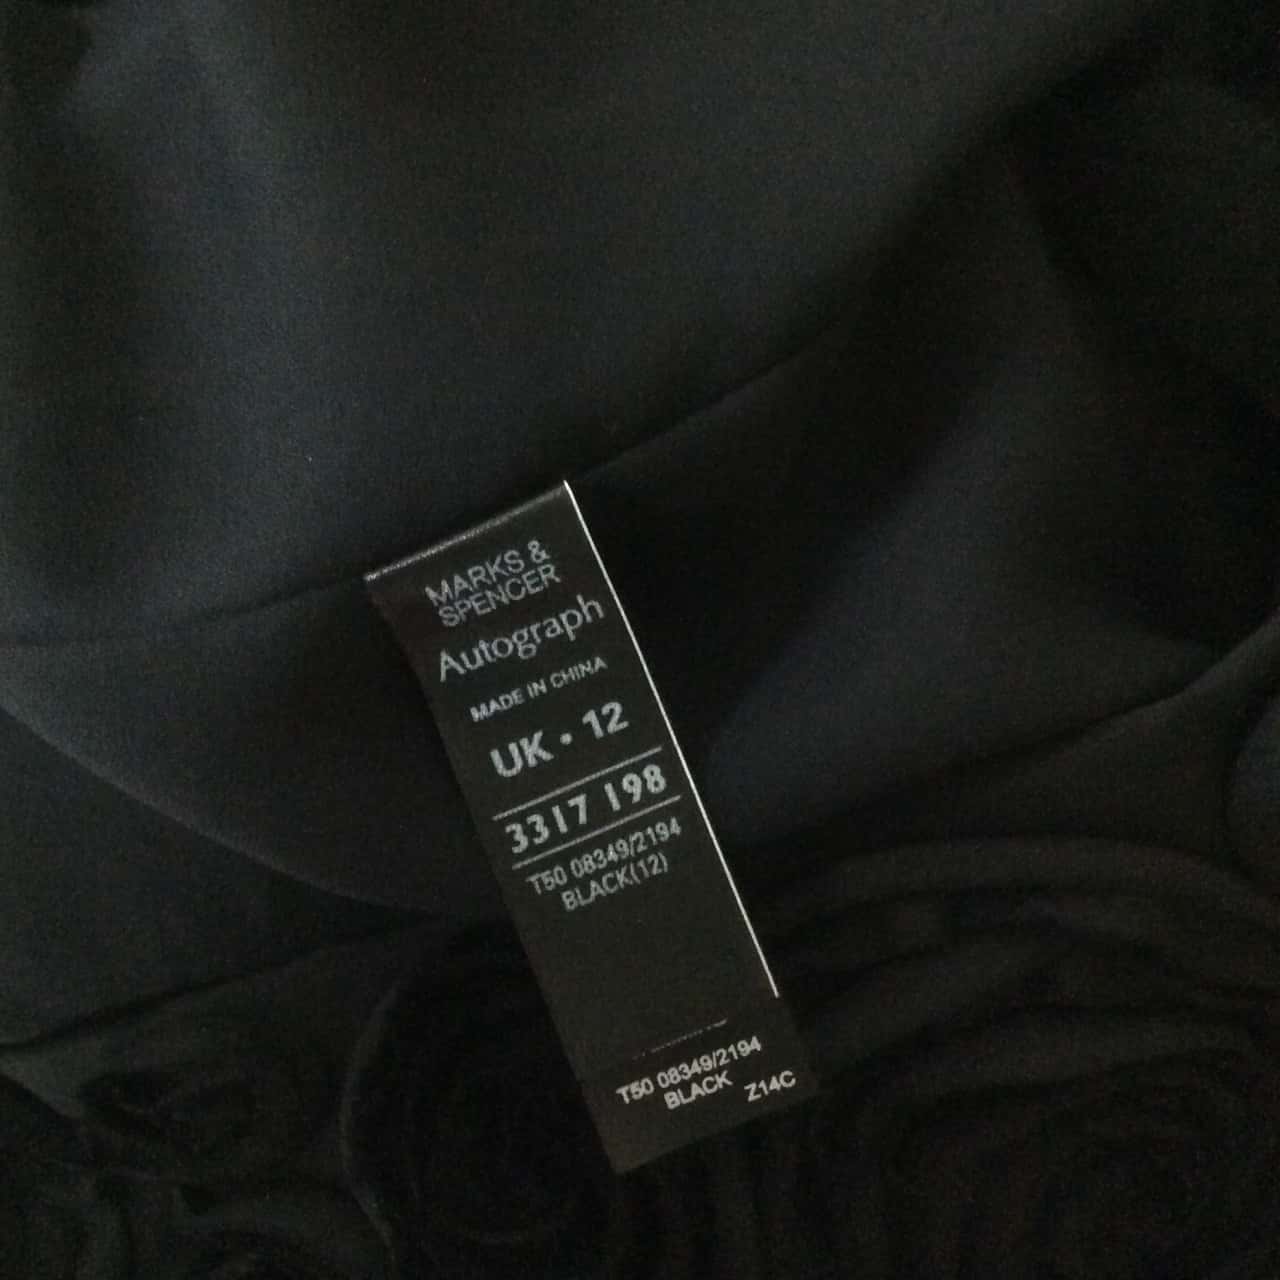 MARKS &
SPENCER
Autograph
MADE IN CHINA
UK • 12
3317 198
T50 08349/2194
BLACK(12)
T50 08349/2194
BLACK Z14C